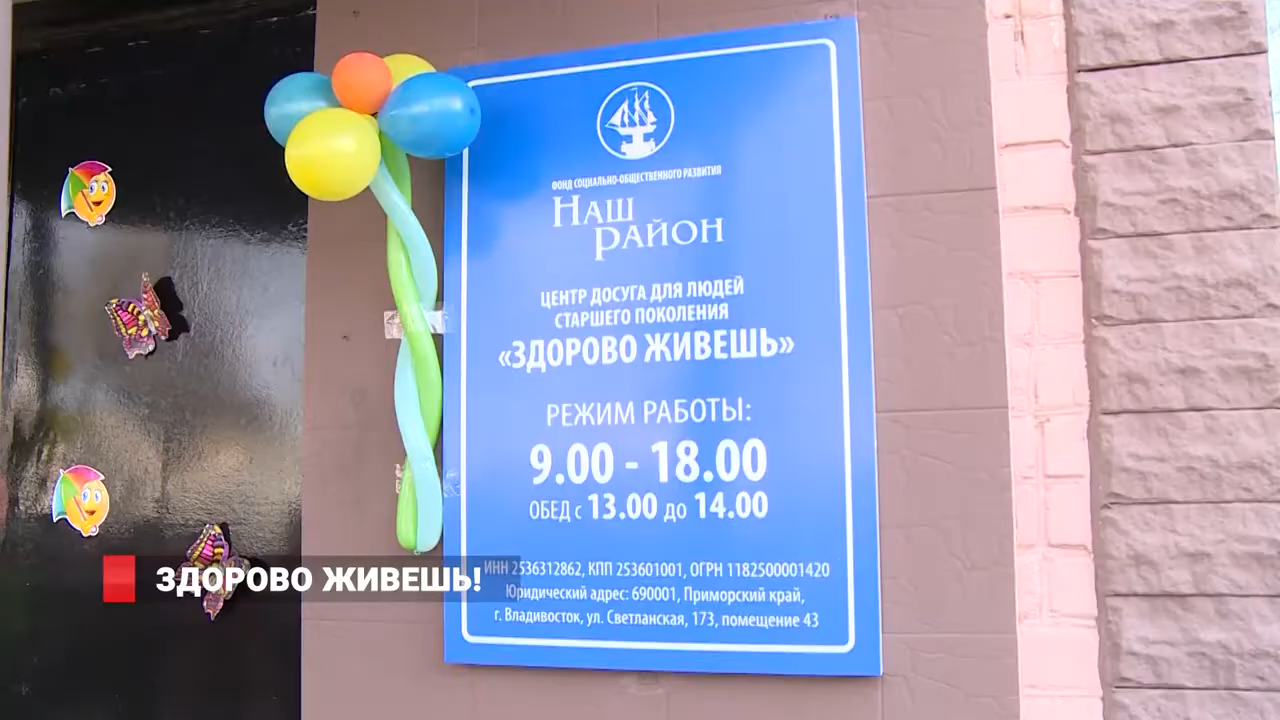 ФОНД СОЦИАЛЬНО-ОБЩЕСТВЕННОГО РАЗВИТИЯ
НАШ
РАЙОН
ЦЕНТР ДОСУГА ДЛЯ ЛЮДЕЙ
СТАРШЕГО ПОКОЛЕНИЯ
«ЗДОРОВО ЖИВЕШЬ»
РЕЖИМ РАБОТЫ:
9.00 - 18.00
ОБЕД с 13.00 до 14.00
ИНН 2536312862, КПП 253601001, ОГРН 1182500001420
Юридический адрес: 690001, Приморский край,
г. Владивосток, ул. Светланская, 173, помещение 43
ЗДОРОВО ЖИВЕШЬ!